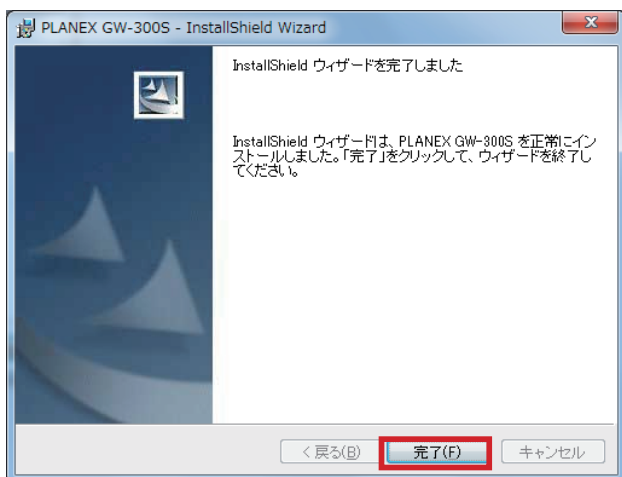 PLANEX GW-300S - InstallShield Wizard
InstallShield ウィザードを完了しました
InstallShield ウィザードは、PLANEX GW-300S を正常にイン
ストールしました。「完了」をクリックして、ウィザードを終了し
てください。
< 戻る(B) 完了(F) キャンセル